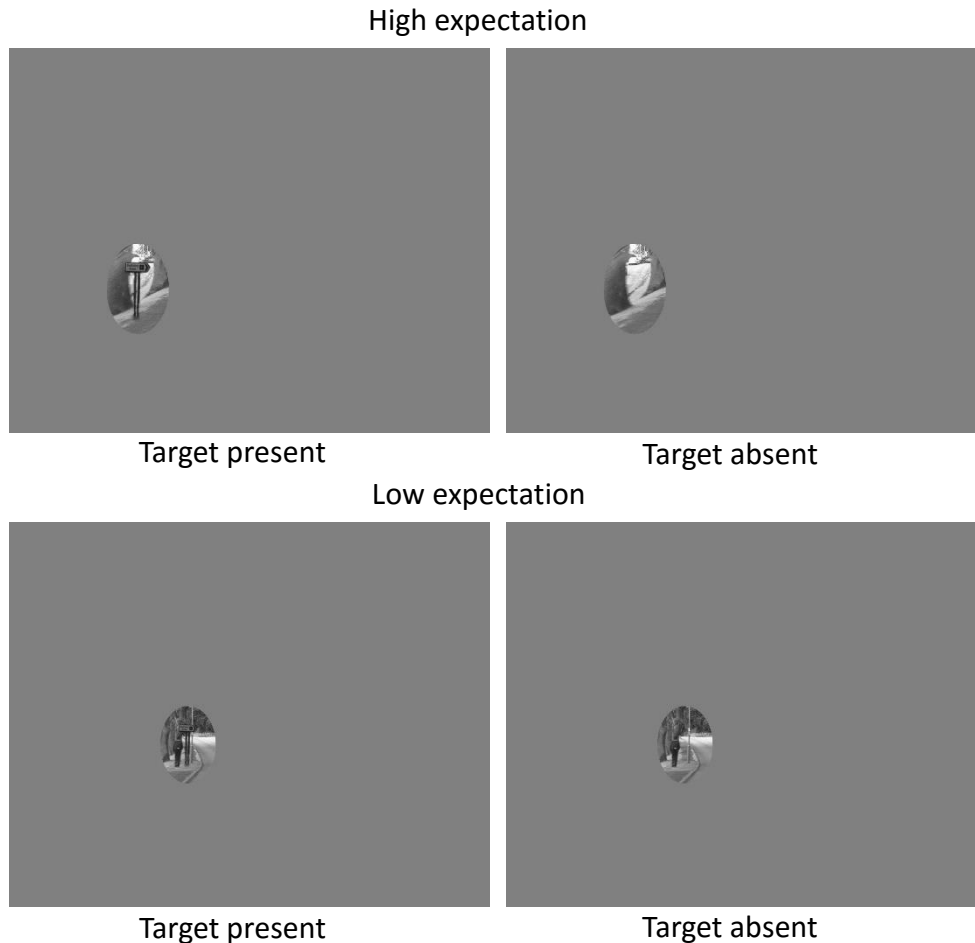 High expectation
Target present
Target absent
Low expectation
Target present
Target absent